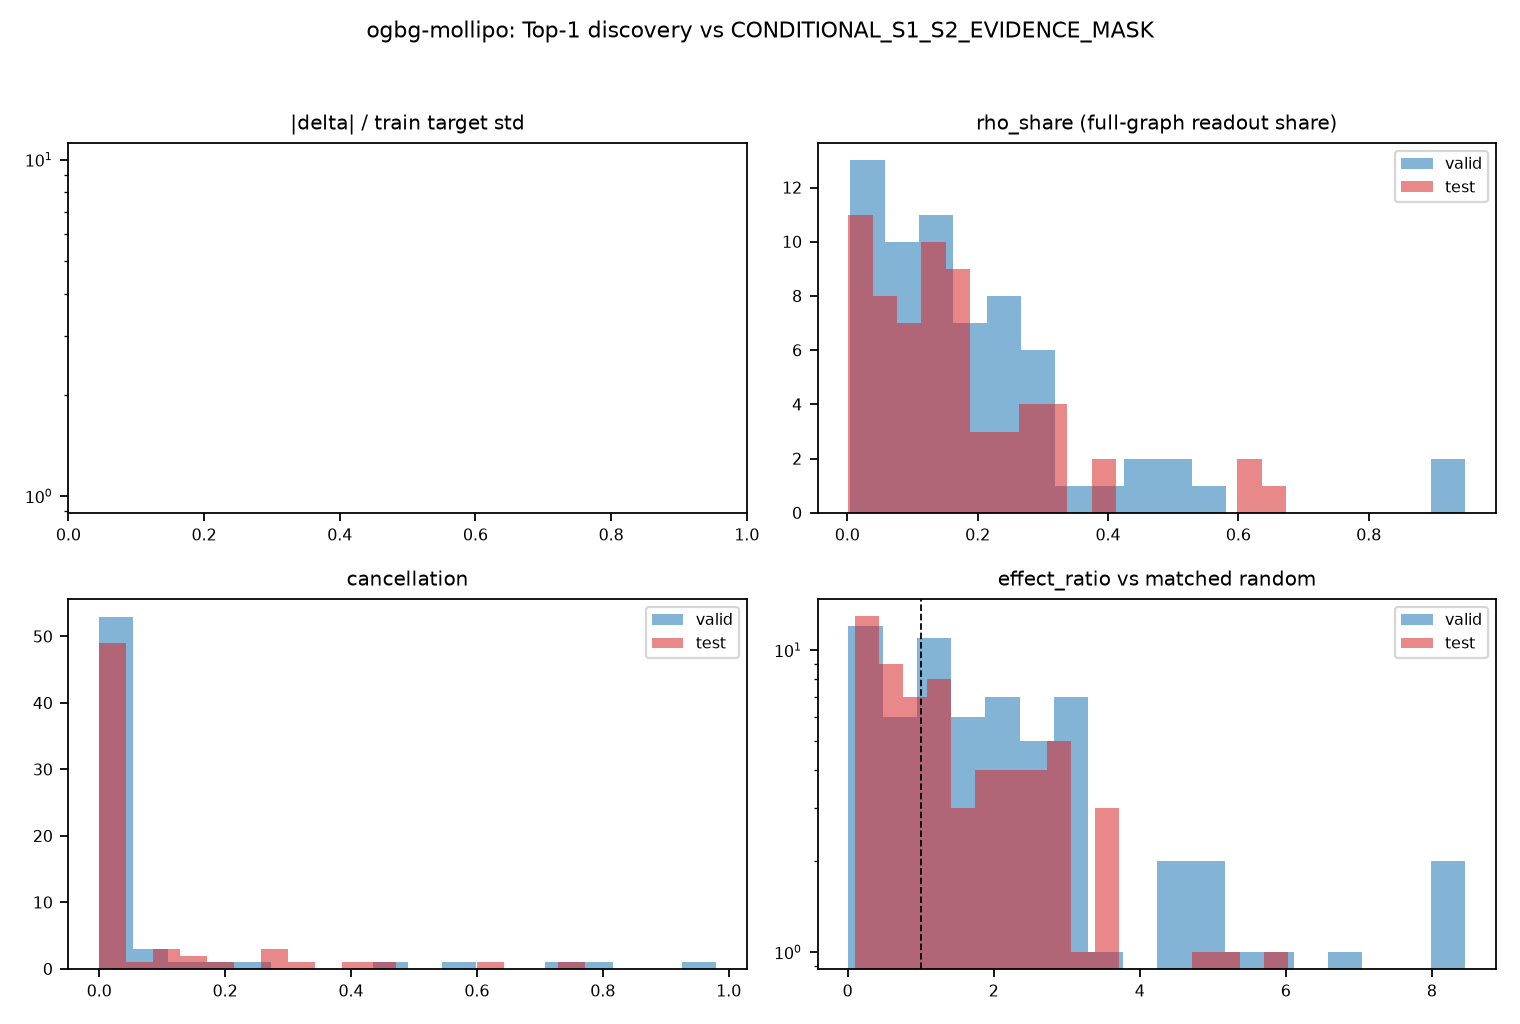 ogbg-mollipo: Top-1 discovery vs CONDITIONAL_S1_S2_EVIDENCE_MASK
|delta| / train target std
10¹
10⁰
0.0 0.2 0.4 0.6 0.8 1.0
rho_share (full-graph readout share)
valid
test
12
10
8
6
4
2
0
0.0 0.2 0.4 0.6 0.8
cancellation
valid
test
50
40
30
20
10
0
0.0 0.2 0.4 0.6 0.8 1.0
effect_ratio vs matched random
valid
test
10¹
10⁰
0 2 4 6 8